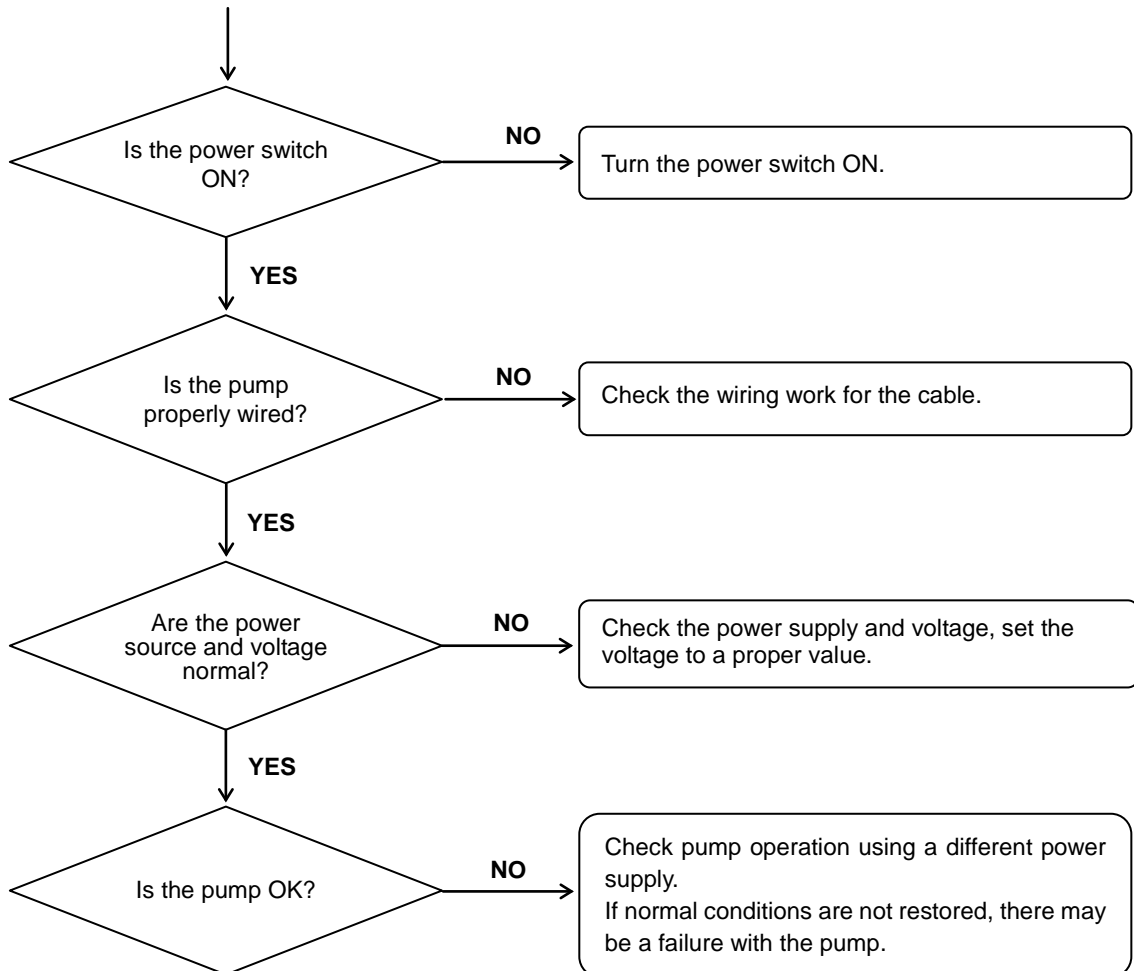 Is the power switch
ON?
NO
Turn the power switch ON.
YES
Is the pump
properly wired?
NO
Check the wiring work for the cable.
YES
Are the power
source and voltage
normal?
NO
Check the power supply and voltage, set the
voltage to a proper value.
YES
Is the pump OK?
NO
Check pump operation using a different power
supply.
If normal conditions are not restored, there may
be a failure with the pump.